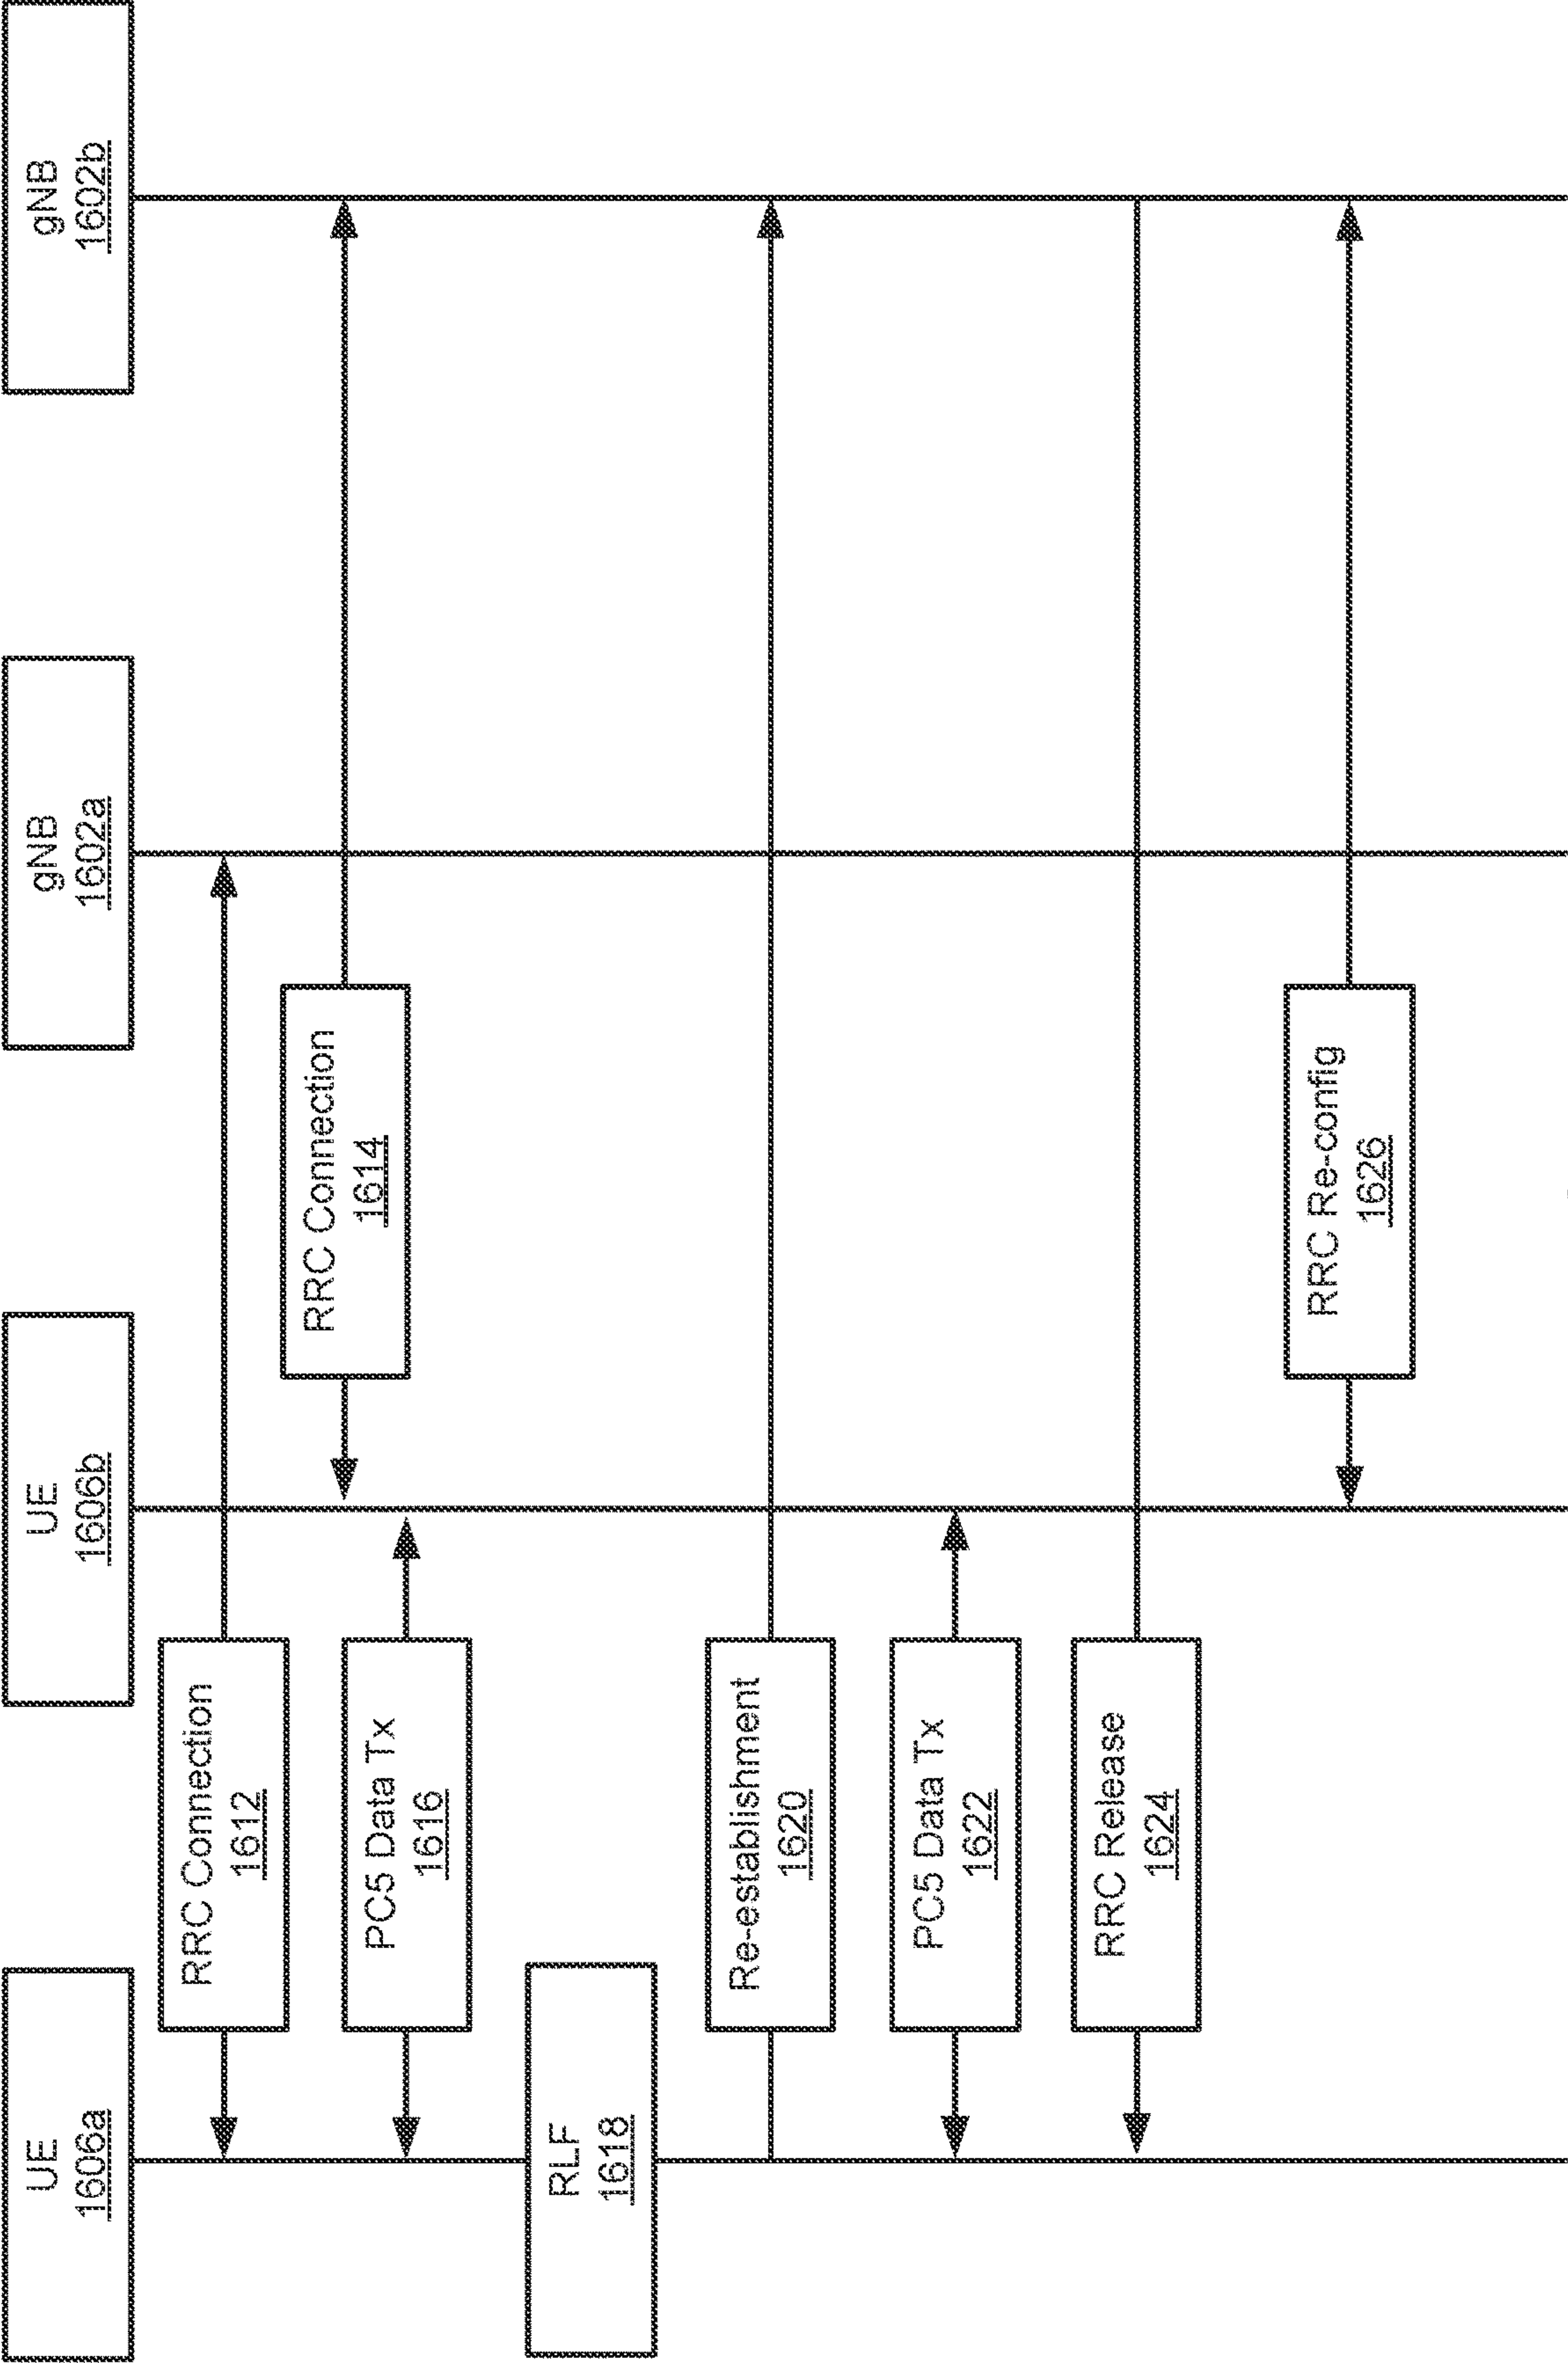 UE
1606a
UE
1606b
gNB
1602a
gNB
1602b
RRC Connection
1612
RRC Connection
1614
PC5 Data Tx
1616
RLF
1618
Re-establishment
1620
PC5 Data Tx
1622
RRC Release
1624
RRC Re-config
1626